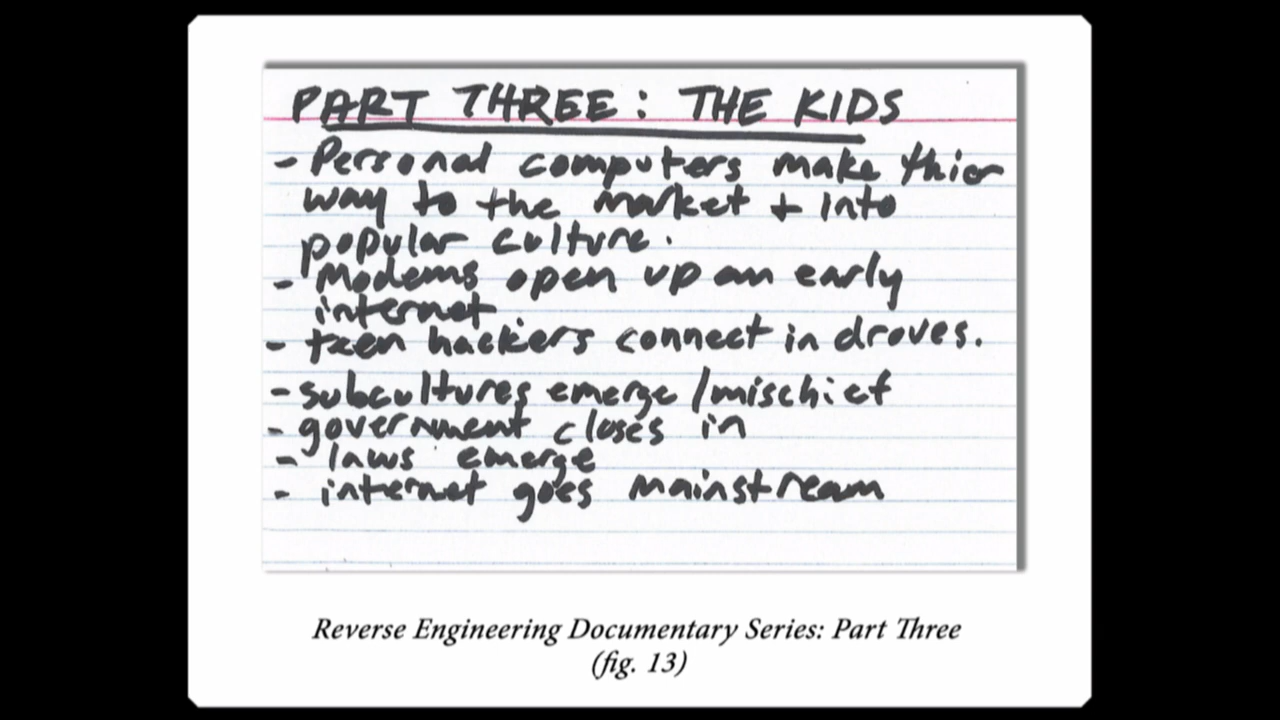 PART THREE: THE KIDS
- Personal computers make thier
way to the market + into
popular culture.
- Modems open up an early
internet.
- teen hackers connect in droves.
- subcultures emerge / mischief
- government closes in
- laws emerge
- internet goes mainstream
Reverse Engineering Documentary Series: Part Three
(fig. 13)